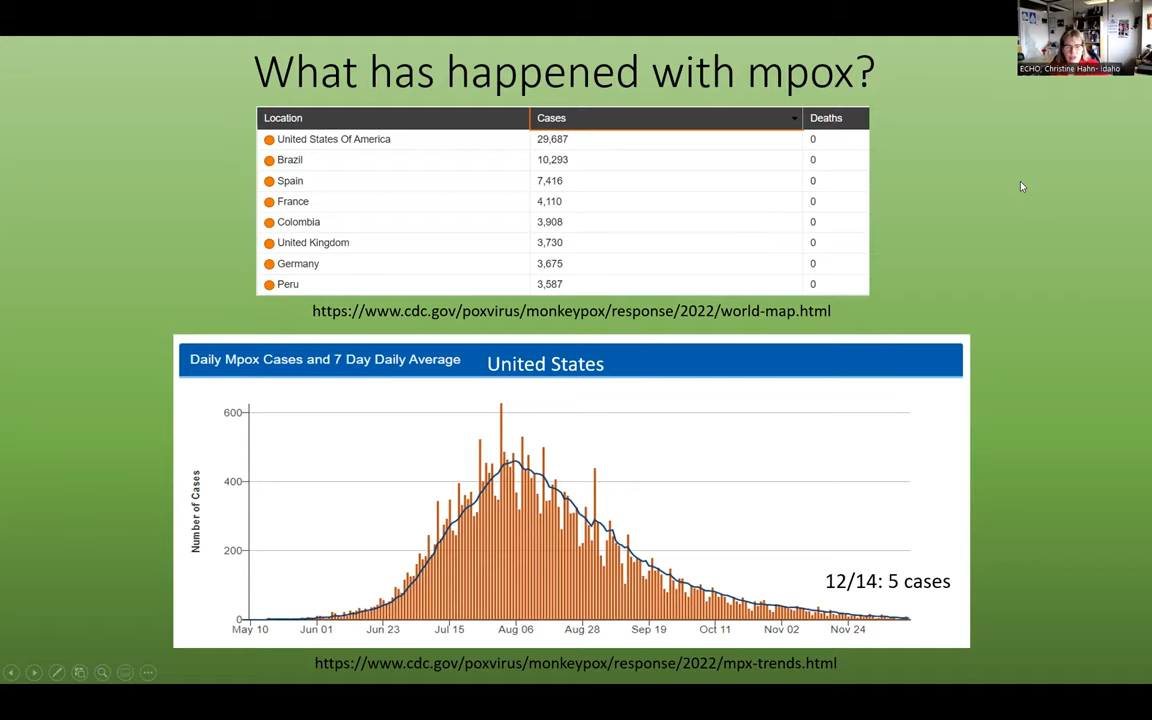 ECHO, Christine Hahn- Idaho
What has happened with mpox?
Location Cases Deaths
United States Of America 29,687 0
Brazil 10,293 0
Spain 7,416 0
France 4,110 0
Colombia 3,908 0
United Kingdom 3,730 0
Germany 3,675 0
Peru 3,587 0
https://www.cdc.gov/poxvirus/monkeypox/response/2022/world-map.html
Daily Mpox Cases and 7 Day Daily Average United States
Number of Cases
600
400
200
0
12/14: 5 cases
May 10 Jun 01 Jun 23 Jul 15 Aug 06 Aug 28 Sep 19 Oct 11 Nov 02 Nov 24
https://www.cdc.gov/poxvirus/monkeypox/response/2022/mpx-trends.html